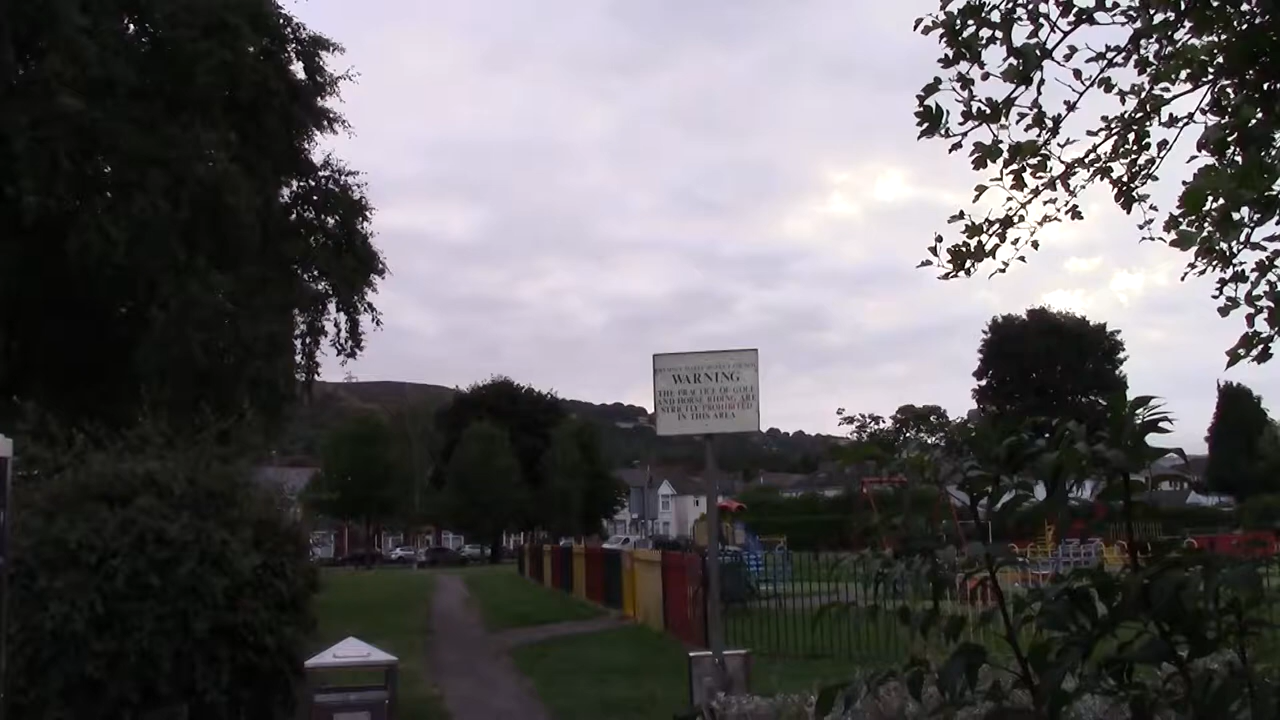 WARNING
THE PRACTICE OF GOLF
AND HORSE RIDING ARE
STRICTLY PROHIBITED
IN THIS AREA